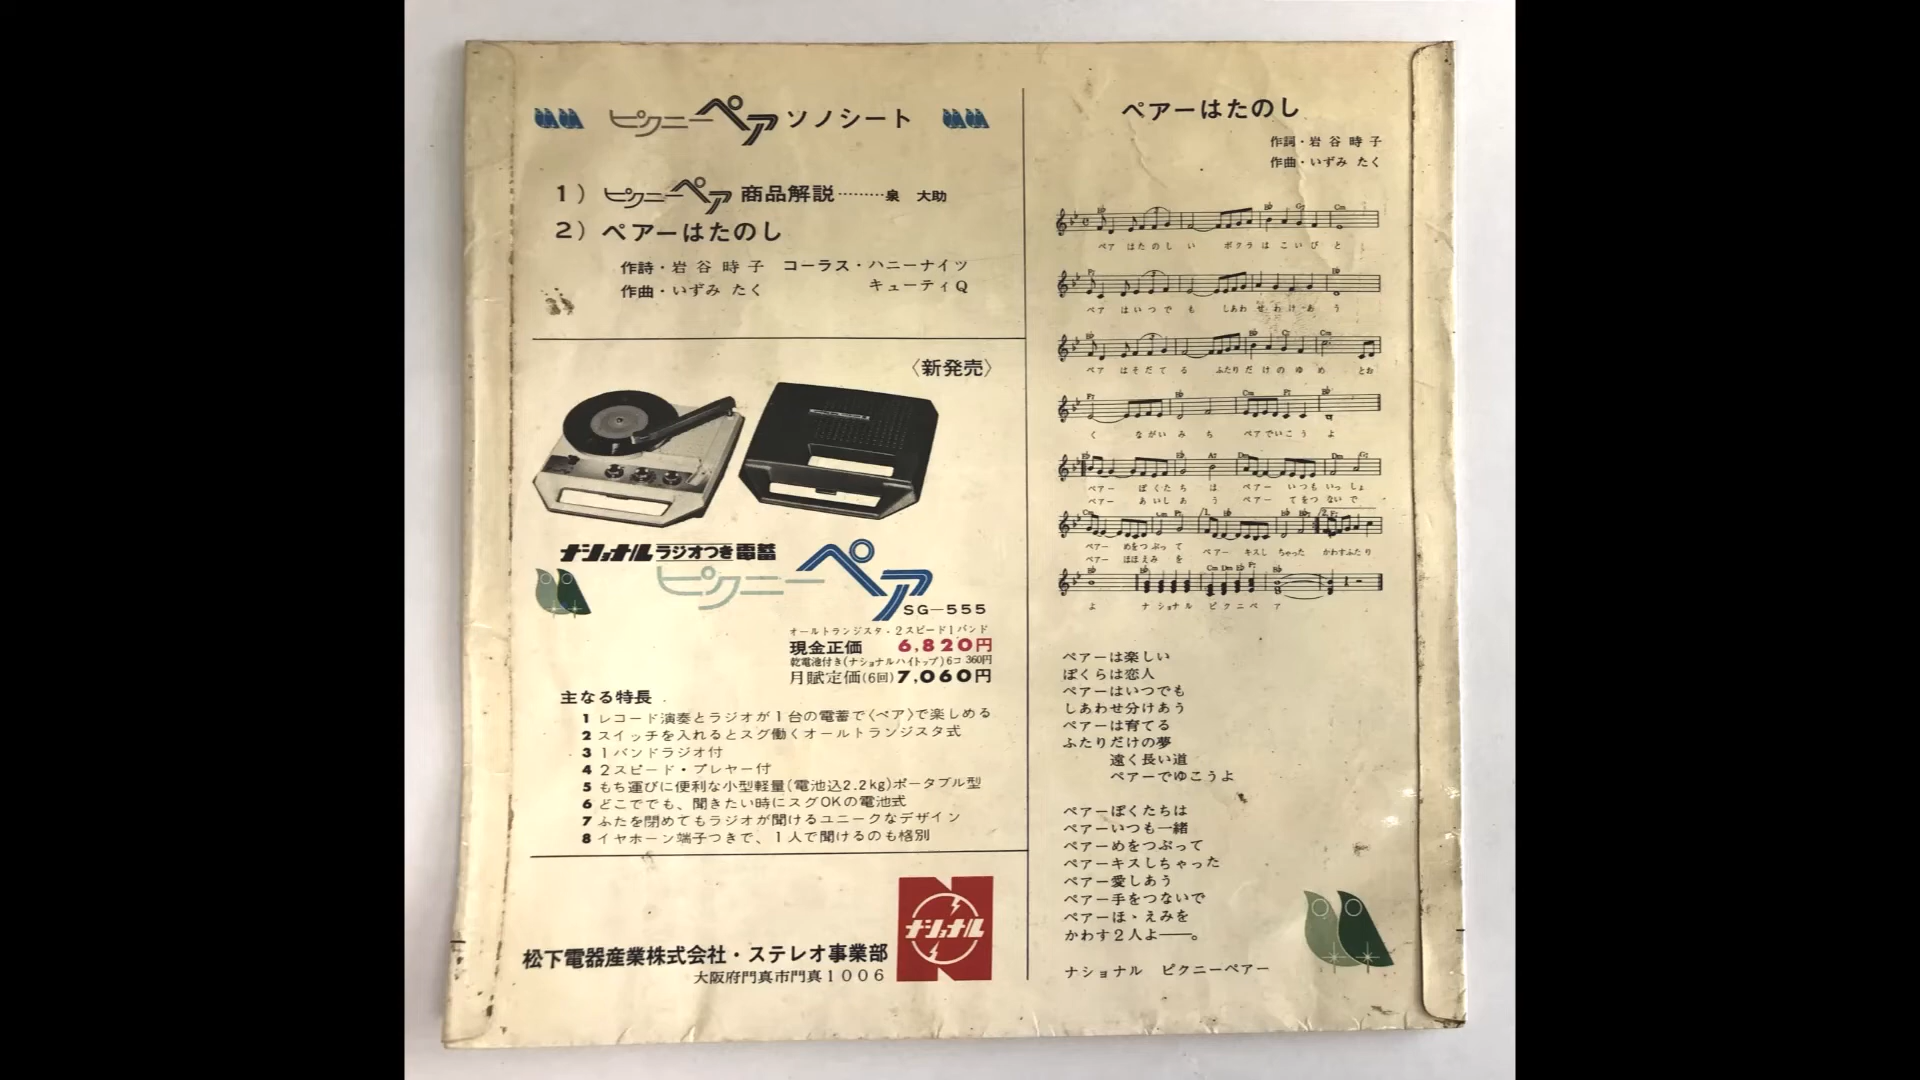 ピクニーペア ソノシート
1) ピクニーペア 商品解説………泉 大助
2) ペアーはたのし
作詩・岩谷時子 コーラス・ハニーナイツ
作曲・いずみ たく キューティQ
〈新発売〉
ナショナル ラジオつき電蓄
ピクニーペア
SG-555
オールトランジスタ・2スピード1バンド
現金正価 6,820円
乾電池付き(ナショナルハイトップ)6コ 360円
月賦定価(6回)7,060円
主なる特長
1 レコード演奏とラジオが1台の電蓄で〈ペア〉で楽しめる
2 スイッチを入れるとスグ働くオールトランジスタ式
3 1バンドラジオ付
4 2スピード・プレヤー付
5 もち運びに便利な小型軽量(電池込2.2kg)ポータブル型
6 どこででも、聞きたい時にスグOKの電池式
7 ふたを閉めてもラジオが聞けるユニークなデザイン
8 イヤホーン端子つきで、1人で聞けるのも格別
ナショナル
松下電器産業株式会社・ステレオ事業部
大阪府門真市門真1006
ペアーはたのし
作詞・岩谷時子
作曲・いずみ たく
ペア はたのし い ボクラ は こ い び と
ペア は い つ で も しあわ せ わ け あ う
ペア は そ だ て る ふたり だ け の ゆ め とお
く な が い み ち ペアでいこ う よ
ペアー ぼくた ち は ペアー い つ も いっ しょ
ペアー あ い し あ う ペアー て を つ な い で
ペアー めを つ ぶっ て ペアー キ ス し ちゃ った かわすふた り
ペアー ほほ え み を
よ ナ ショナル ピ ク ニ ペ ア
ペアーは楽しい
ぼくらは恋人
ペアーはいつでも
しあわせ分けあう
ペアーは育てる
ふたりだけの夢
遠く長い道
ペアーでゆこうよ
ペアーぼくたちは
ペアーいつも一緒
ペアーめをつぶって
ペアーキスしちゃった
ペアー愛しあう
ペアー手をつないで
ペアーほゝえみを
かわす2人よ――。
ナショナル ピクニーペアー